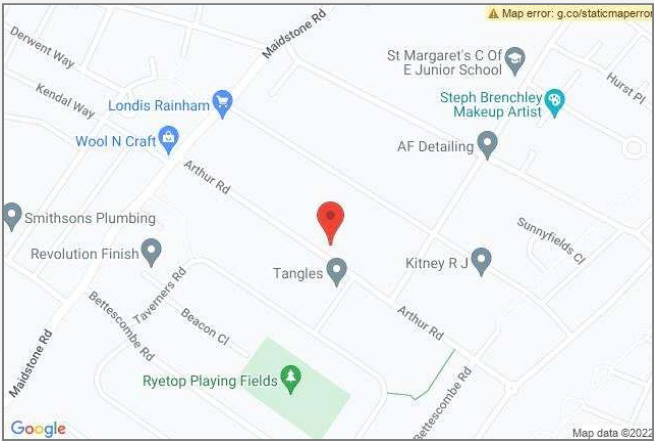 Map error: g.co/staticmaperror
Maidstone Rd
Derwent Way
St Margaret's C Of
E Junior School
Hurst Pl
Kendal Way
Londis Rainham
Steph Brenchley
Makeup Artist
Wool N Craft
AF Detailing
Arthur Rd
Smithsons Plumbing
Sunnyfields Cl
Revolution Finish
Tangles
Kitney R J
Taverners Rd
Bettescombe Rd
Beacon Cl
Arthur Rd
Maidstone Rd
Ryetop Playing Fields
Bettescombe Rd
Google
Map data ©2022